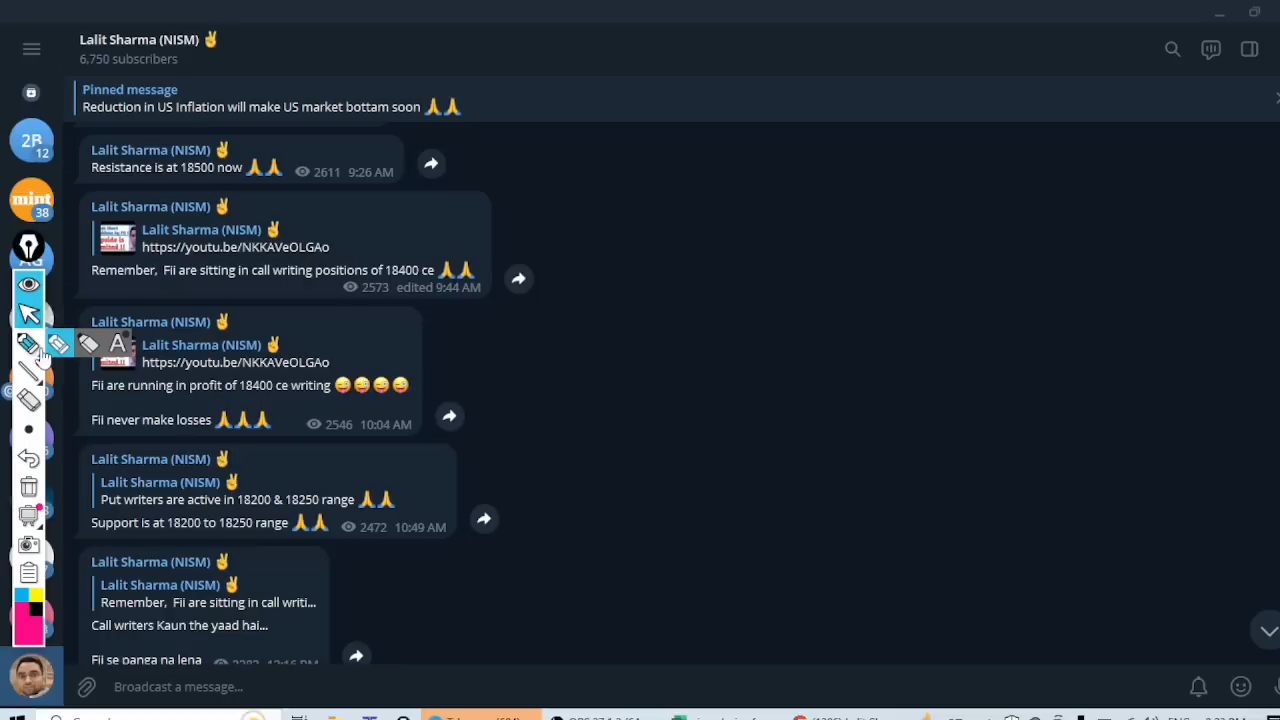 Lalit Sharma (NISM) ✌
6,750 subscribers
Pinned message
Reduction in US Inflation will make US market bottam soon 🙏🙏
Lalit Sharma (NISM) ✌
Resistance is at 18500 now 🙏🙏 2611 9:26 AM
Lalit Sharma (NISM) ✌
Lalit Sharma (NISM) ✌
https://youtu.be/NKKAVeOLGAo
Remember, Fii are sitting in call writing positions of 18400 ce 🙏🙏
2573 edited 9:44 AM
Lalit Sharma (NISM) ✌
Lalit Sharma (NISM) ✌
https://youtu.be/NKKAVeOLGAo
Fii are running in profit of 18400 ce writing 😜😜😜😜
Fii never make losses 🙏🙏🙏 2546 10:04 AM
Lalit Sharma (NISM) ✌
Lalit Sharma (NISM) ✌
Put writers are active in 18200 & 18250 range 🙏🙏
Support is at 18200 to 18250 range 🙏🙏 2472 10:49 AM
Lalit Sharma (NISM) ✌
Lalit Sharma (NISM) ✌
Remember, Fii are sitting in call writi...
Call writers Kaun the yaad hai...
Fii se panga na lena
Broadcast a message...
2B
12
mint
38
A